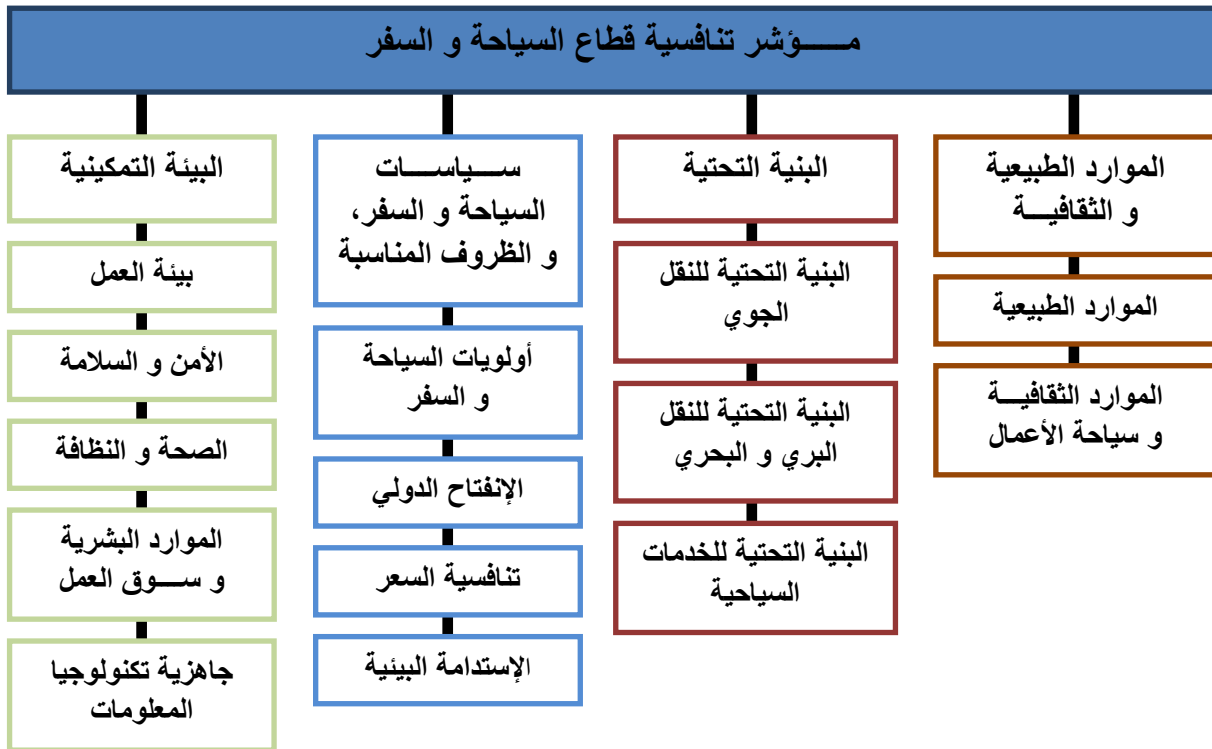 مـــــؤشر تنافسية قطاع السياحة و السفر
الموارد الطبيعية
و الثقافيـــة
الموارد الطبيعية
الموارد الثقافيـــة
و سياحة الأعمال
البنية التحتية
البنية التحتية للنقل
الجوي
البنية التحتية للنقل
البري و البحري
البنية التحتية للخدمات
السياحية
ســـياســـات
السياحة و السفر،
و الظروف المناسبة
أولويات السياحة
و السفر
الإنفتاح الدولي
تنافسية السعر
الإستدامة البيئية
البيئة التمكينية
بيئة العمل
الأمن و السلامة
الصحة و النظافة
الموارد البشرية
و ســـوق العمل
جاهزية تكنولوجيا
المعلومات